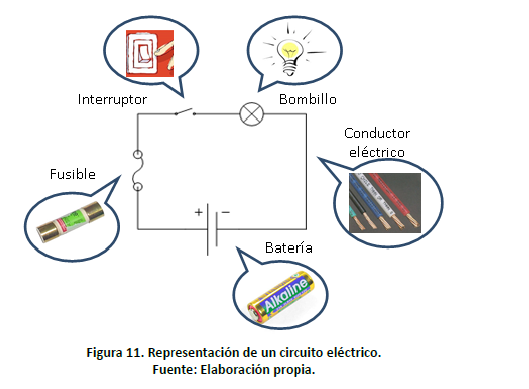 Interruptor
Bombillo
Conductor
eléctrico
Fusible
+ −
Batería
Alkaline
Figura 11. Representación de un circuito eléctrico.
Fuente: Elaboración propia.